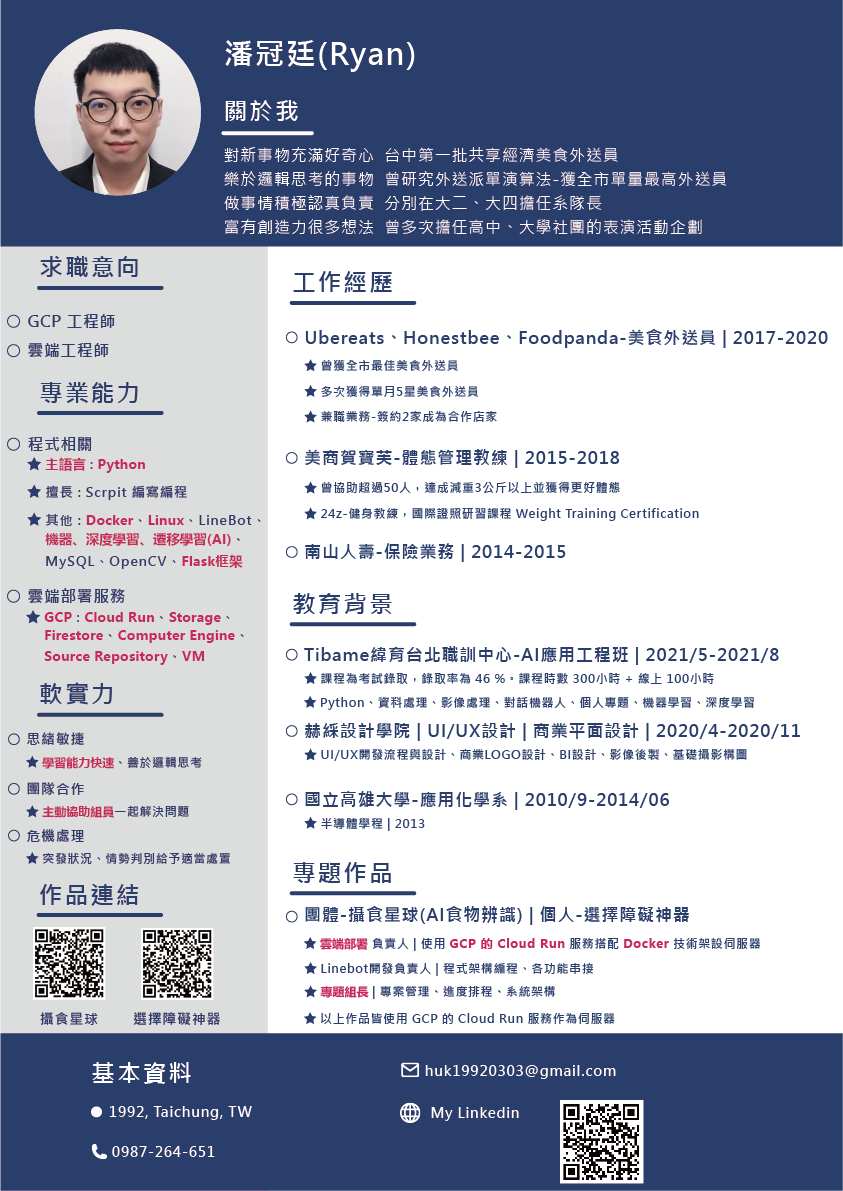 潘冠廷(Ryan)
關於我
對新事物充滿好奇心 台中第一批共享經濟美食外送員
樂於邏輯思考的事物 曾研究外送派單演算法-獲全市單量最高外送員
做事情積極認真負責 分別在大二、大四擔任系隊長
富有創造力很多想法 曾多次擔任高中、大學社團的表演活動企劃
求職意向
GCP 工程師
雲端工程師
專業能力
程式相關
主語言 : Python
擅長 : Scrpit 編寫編程
其他 : Docker、Linux、LineBot、
機器、深度學習、遷移學習(AI)、
MySQL、OpenCV、Flask框架
雲端部署服務
GCP : Cloud Run、Storage、
Firestore、Computer Engine、
Source Repository、VM
軟實力
思緒敏捷
學習能力快速、善於邏輯思考
團隊合作
主動協助組員一起解決問題
危機處理
突發狀況、情勢判別給予適當處置
作品連結
攝食星球
選擇障礙神器
工作經歷
Ubereats、Honestbee、Foodpanda-美食外送員 | 2017-2020
曾獲全市最佳美食外送員
多次獲得單月5星美食外送員
兼職業務-簽約2家成為合作店家
美商賀寶芙-體態管理教練 | 2015-2018
曾協助超過50人，達成減重3公斤以上並獲得更好體態
24z-健身教練，國際證照研習課程 Weight Training Certification
南山人壽-保險業務 | 2014-2015
教育背景
Tibame緯育台北職訓中心-AI應用工程班 | 2021/5-2021/8
課程為考試錄取，錄取率為 46 %。課程時數 300小時 + 線上 100小時
Python、資料處理、影像處理、對話機器人、個人專題、機器學習、深度學習
赫綵設計學院 | UI/UX設計 | 商業平面設計 | 2020/4-2020/11
UI/UX開發流程與設計、商業LOGO設計、BI設計、影像後製、基礎攝影構圖
國立高雄大學-應用化學系 | 2010/9-2014/06
半導體學程 | 2013
專題作品
團體-攝食星球(AI食物辨識) | 個人-選擇障礙神器
雲端部署 負責人 | 使用 GCP 的 Cloud Run 服務搭配 Docker 技術架設伺服器
Linebot開發負責人 | 程式架構編程、各功能串接
專題組長 | 專案管理、進度排程、系統架構
以上作品皆使用 GCP 的 Cloud Run 服務作為伺服器
基本資料
1992, Taichung, TW
0987-264-651
huk19920303@gmail.com
My Linkedin